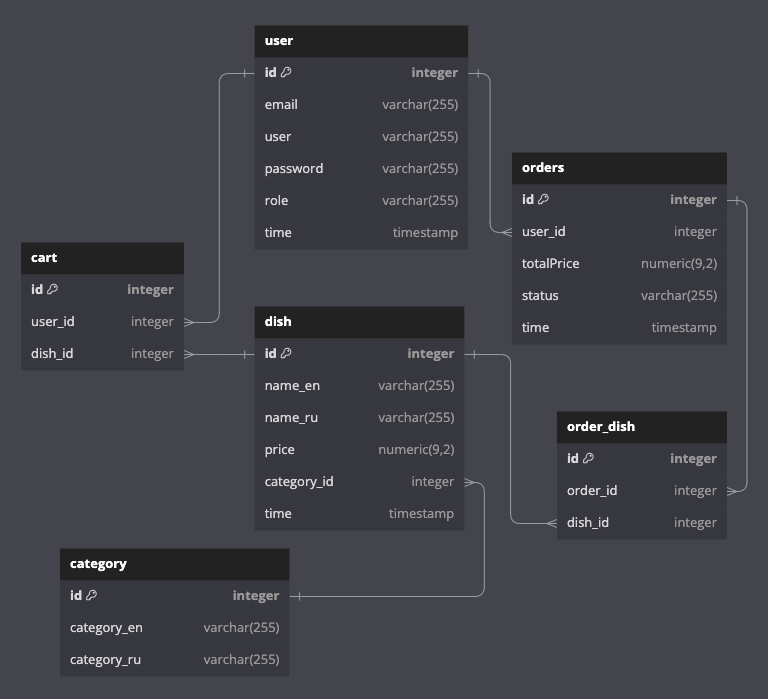 user
id integer
email varchar(255)
user varchar(255)
password varchar(255)
role varchar(255)
time timestamp
orders
id integer
user_id integer
totalPrice numeric(9,2)
status varchar(255)
time timestamp
cart
id integer
user_id integer
dish_id integer
dish
id integer
name_en varchar(255)
name_ru varchar(255)
price numeric(9,2)
category_id integer
time timestamp
order_dish
id integer
order_id integer
dish_id integer
category
id integer
category_en varchar(255)
category_ru varchar(255)